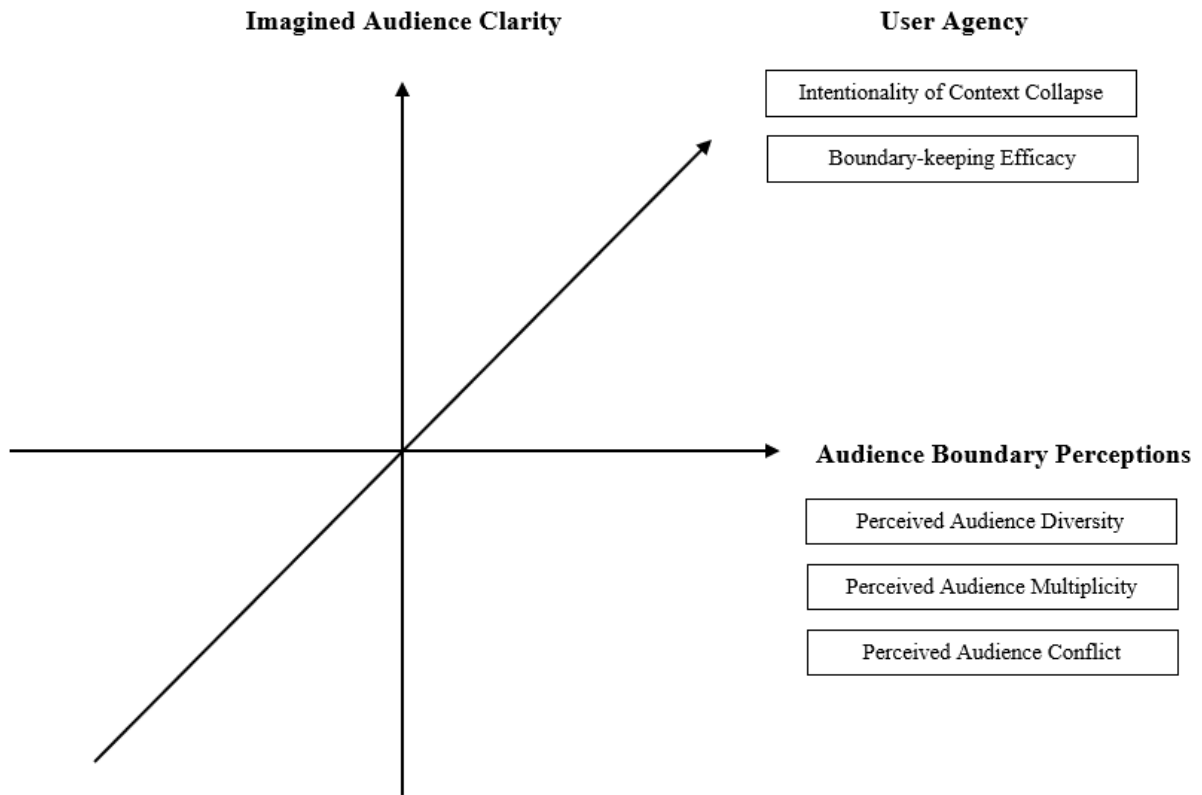 Imagined Audience Clarity
User Agency
Intentionality of Context Collapse
Boundary-keeping Efficacy
Audience Boundary Perceptions
Perceived Audience Diversity
Perceived Audience Multiplicity
Perceived Audience Conflict